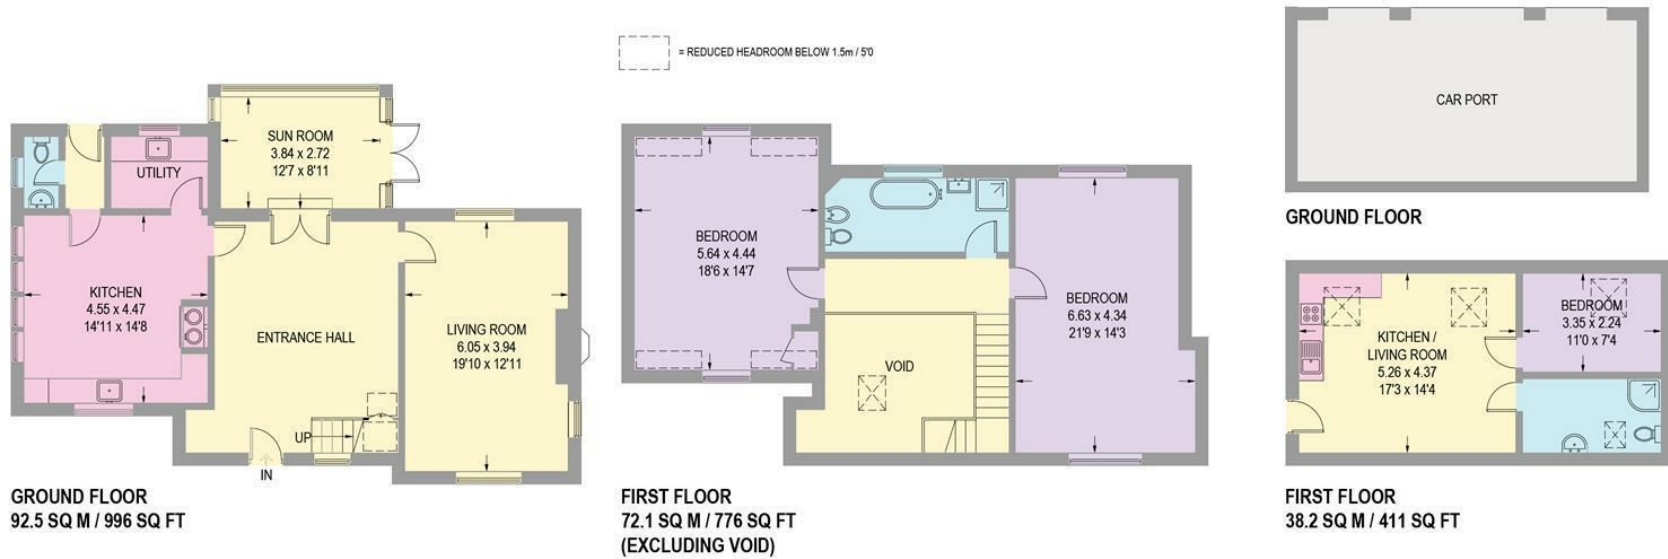 = REDUCED HEADROOM BELOW 1.5m / 5'0
SUN ROOM
3.84 x 2.72
12'7 x 8'11
UTILITY
KITCHEN
4.55 x 4.47
14'11 x 14'8
ENTRANCE HALL
LIVING ROOM
6.05 x 3.94
19'10 x 12'11
UP
IN
GROUND FLOOR
92.5 SQ M / 996 SQ FT
BEDROOM
5.64 x 4.44
18'6 x 14'7
BEDROOM
6.63 x 4.34
21'9 x 14'3
VOID
FIRST FLOOR
72.1 SQ M / 776 SQ FT
(EXCLUDING VOID)
CAR PORT
GROUND FLOOR
KITCHEN /
LIVING ROOM
5.26 x 4.37
17'3 x 14'4
BEDROOM
3.35 x 2.24
11'0 x 7'4
FIRST FLOOR
38.2 SQ M / 411 SQ FT